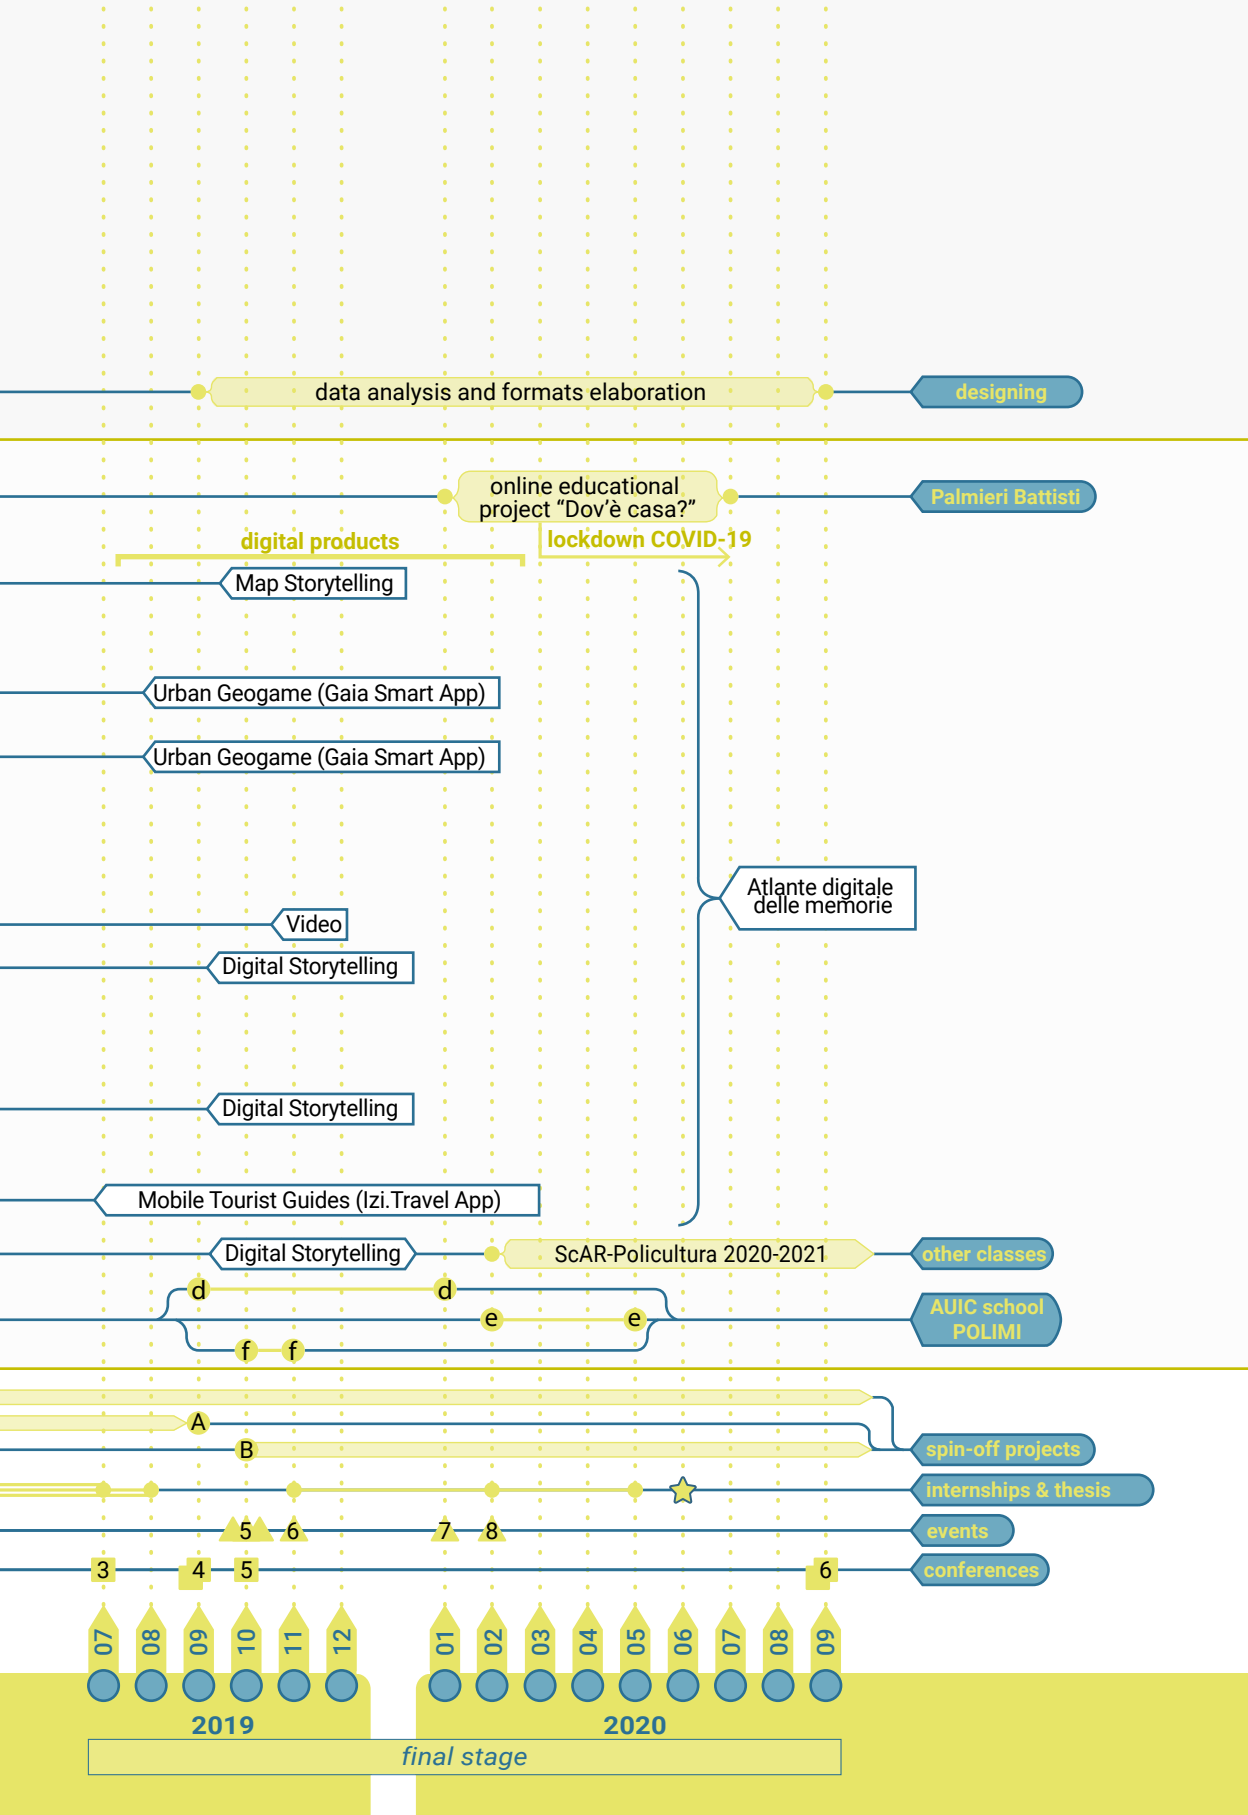 data analysis and formats elaboration
designing
online educational
project “Dov’è casa?”
Palmieri Battisti
digital products
lockdown COVID-19
Map Storytelling
Urban Geogame (Gaia Smart App)
Urban Geogame (Gaia Smart App)
Atlante digitale
delle memorie
Video
Digital Storytelling
Digital Storytelling
Mobile Tourist Guides (Izi.Travel App)
Digital Storytelling
ScAR-Policultura 2020-2021
other classes
d d
e e
f f
AUIC school
POLIMI
A
B
spin-off projects
internships & thesis
5 6 7 8
events
3 4 5 6
conferences
07 08 09 10 11 12 01 02 03 04 05 06 07 08 09
2019 2020
final stage